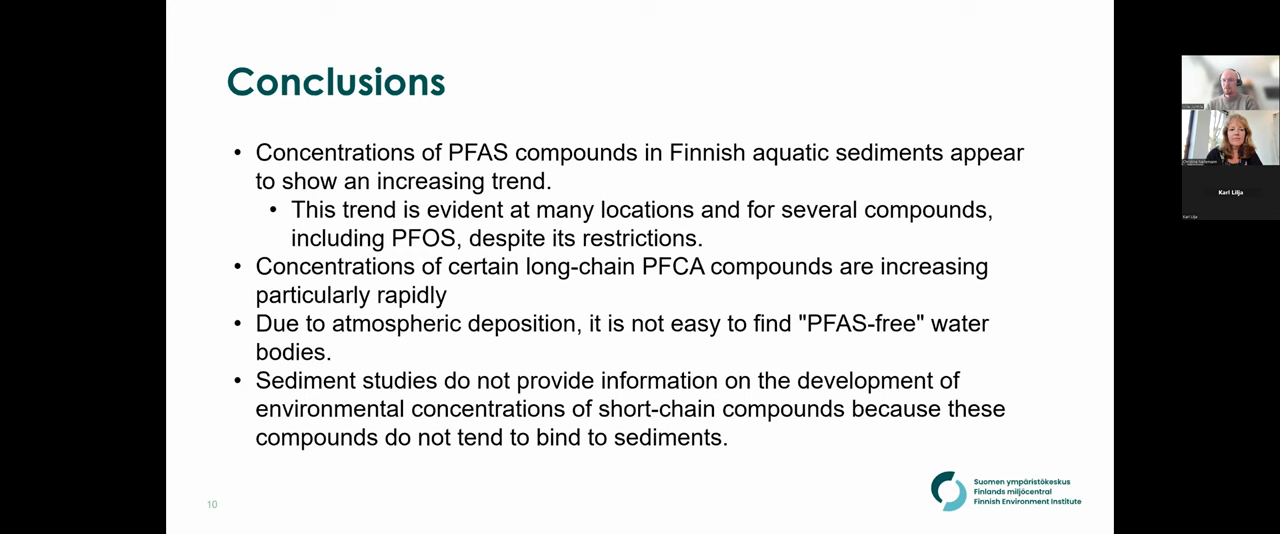 Conclusions
• Concentrations of PFAS compounds in Finnish aquatic sediments appear
to show an increasing trend.
• This trend is evident at many locations and for several compounds,
including PFOS, despite its restrictions.
• Concentrations of certain long-chain PFCA compounds are increasing
particularly rapidly
• Due to atmospheric deposition, it is not easy to find "PFAS-free" water
bodies.
• Sediment studies do not provide information on the development of
environmental concentrations of short-chain compounds because these
compounds do not tend to bind to sediments.
10
Suomen ympäristökeskus
Finlands miljöcentral
Finnish Environment Institute
Karl Lilja
Karl Lilja